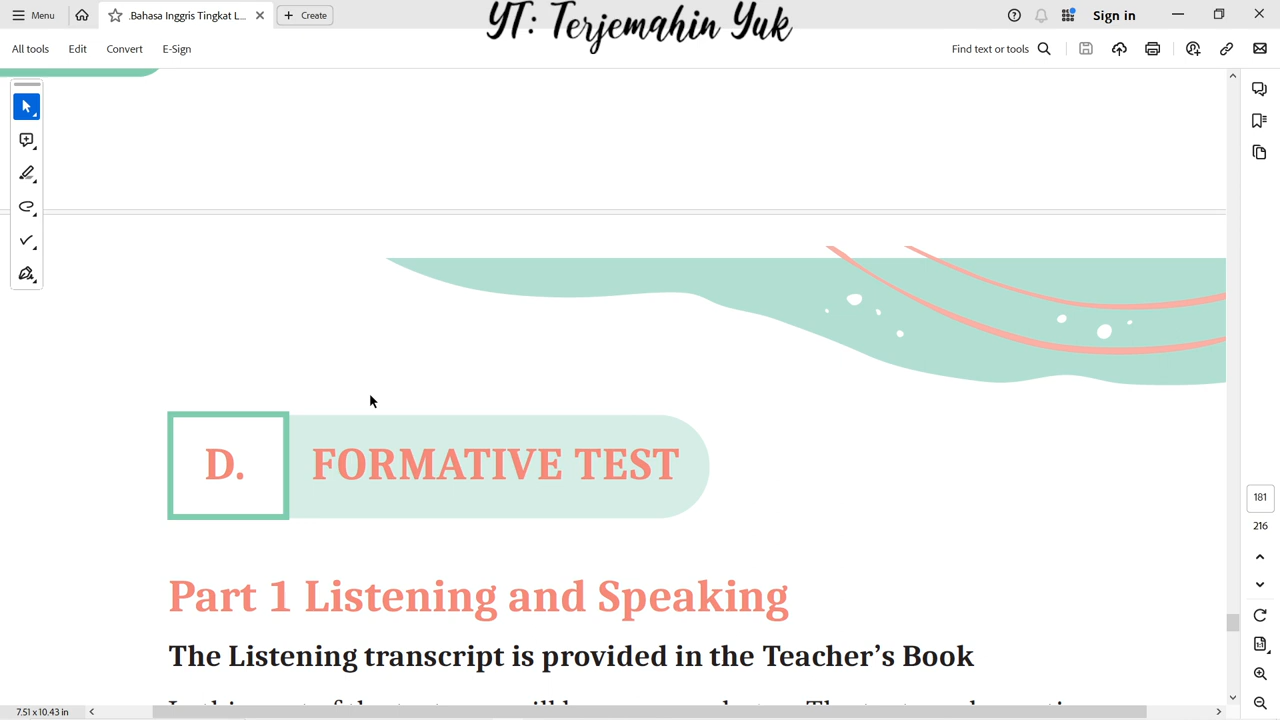 Menu
.Bahasa Inggris Tingkat L...
Create
YT: Terjemahin Yuk
Sign in
All tools
Edit
Convert
E-Sign
Find text or tools
D. FORMATIVE TEST
Part 1 Listening and Speaking
The Listening transcript is provided in the Teacher's Book
181
216
7.51 x 10.43 in